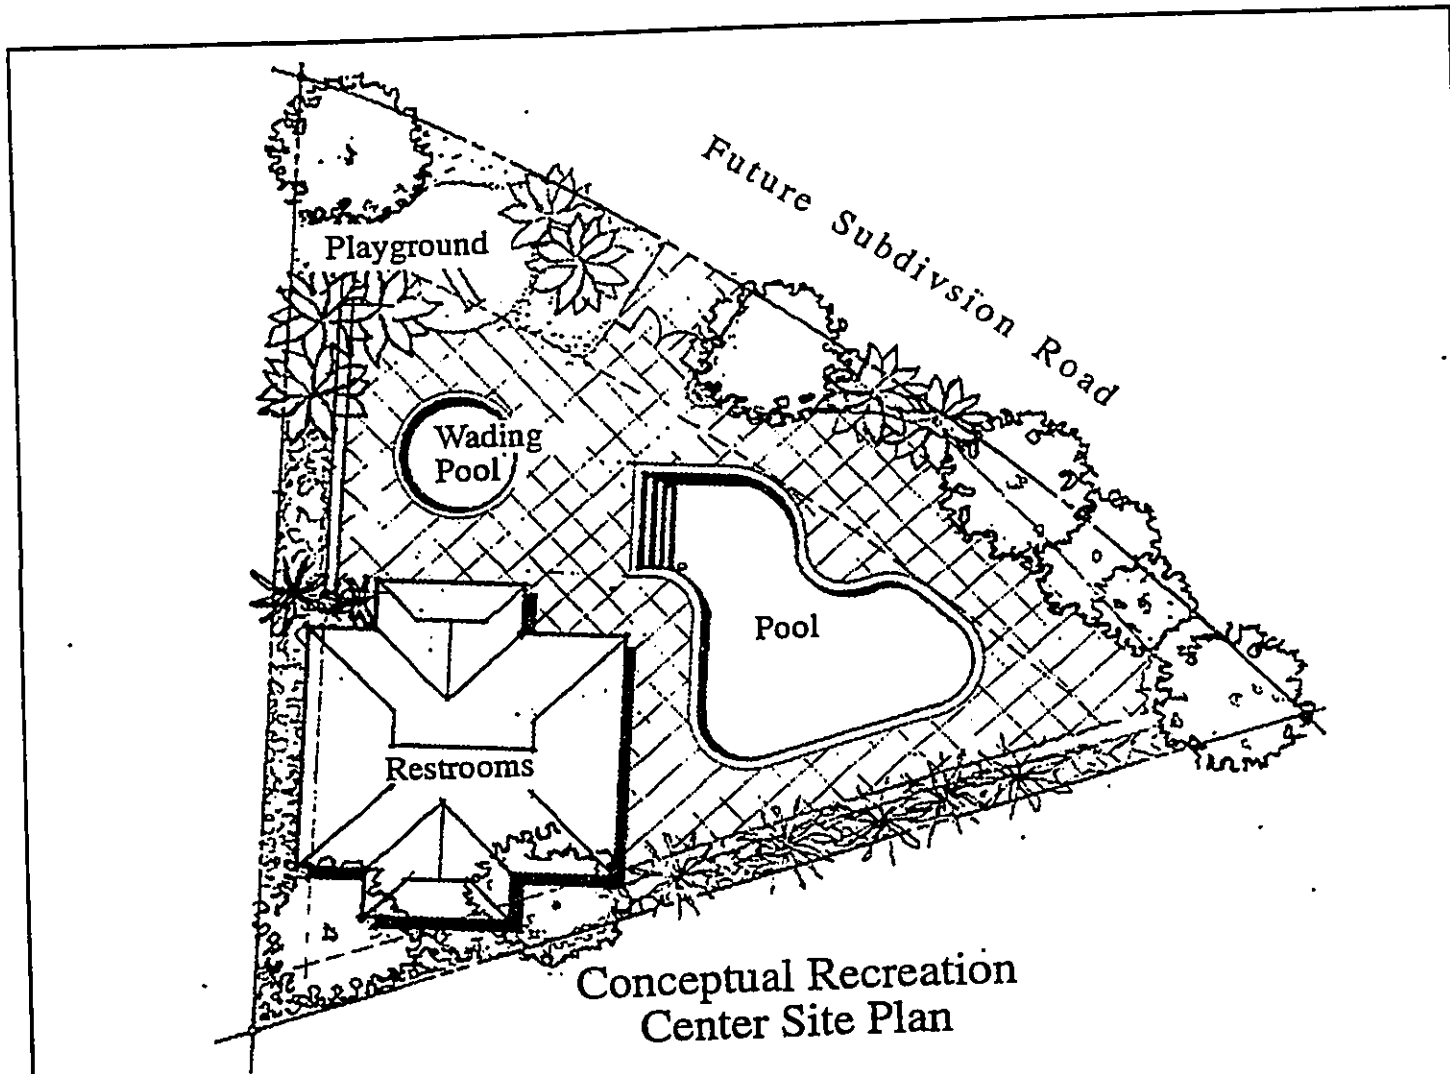 Future Subdivsion Road
Playground
Wading
Pool
Pool
Restrooms
Conceptual Recreation
Center Site Plan